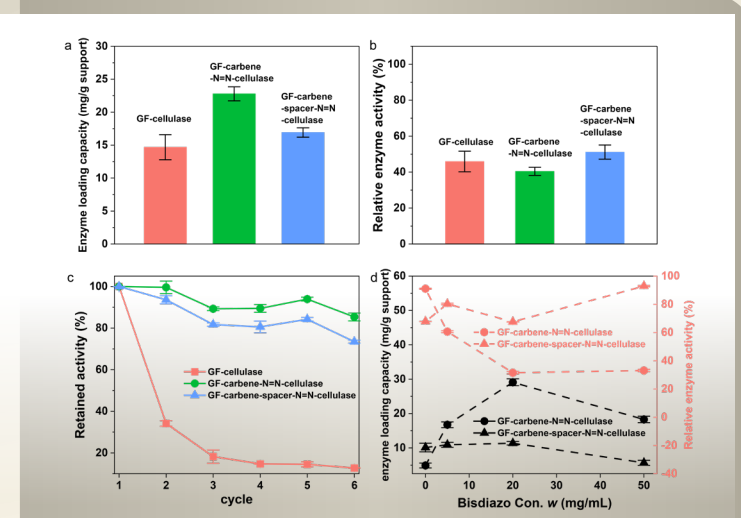 a
Enzyme loading capacity (mg/g support)
30
25
20
15
10
5
0
GF-cellulase
GF-carbene
-N=N-cellulase
GF-carbene
-spacer-N=N
-cellulase
b
Relative enzyme activity (%)
100
80
60
40
20
0
GF-cellulase
GF-carbene
-N=N-cellulase
GF-carbene
-spacer-N=N
-cellulase
c
Retained activity (%)
100
80
60
40
20
GF-cellulase
GF-carbene-N=N-cellulase
GF-carbene-spacer-N=N-cellulase
1 2 3 4 5 6
cycle
d
enzyme loading capacity (mg/g support)
60
50
40
30
20
10
GF-carbene-N=N-cellulase
GF-carbene-spacer-N=N-cellulase
GF-carbene-N=N-cellulase
GF-carbene-spacer-N=N-cellulase
100
80
60
40
20
0
-20
-40
Relative enzyme activity (%)
0 10 20 30 40 50
Bisdiazo Con. w (mg/mL)